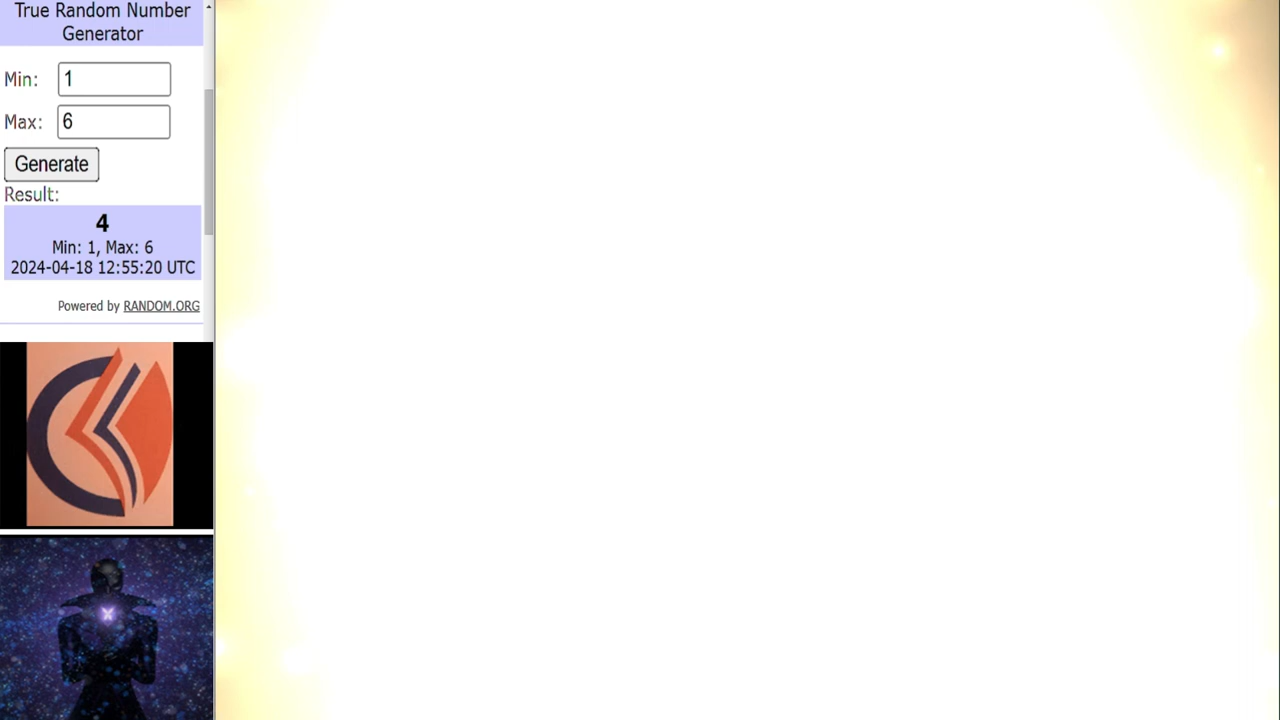 True Random Number
Generator
Min: 1
Max: 6
Generate
Result:
4
Min: 1, Max: 6
2024-04-18 12:55:20 UTC
Powered by RANDOM.ORG